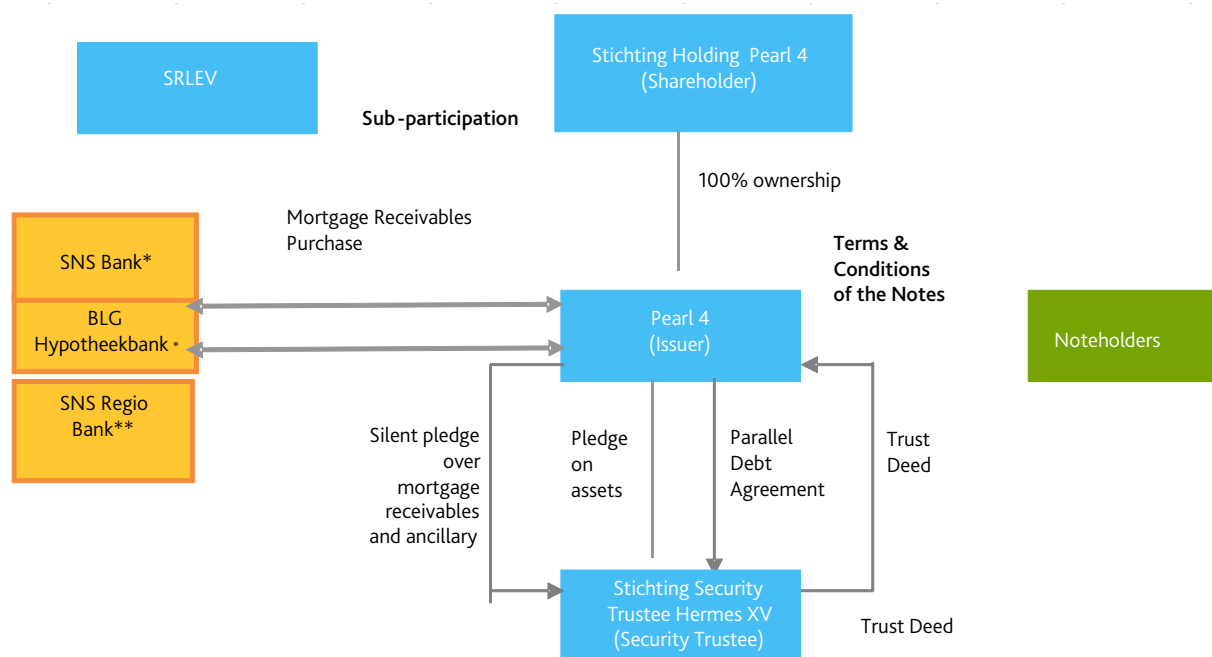 SRLEV
Stichting Holding Pearl 4
(Shareholder)
Sub-participation
100% ownership
Mortgage Receivables
Purchase
Terms &
Conditions
of the Notes
SNS Bank*
BLG
Hypotheekbank *
SNS Regio
Bank**
Pearl 4
(Issuer)
Noteholders
Silent pledge
over
mortgage
receivables
and ancillary
Pledge
on
assets
Parallel
Debt
Agreement
Trust
Deed
Stichting Security
Trustee Hermes XV
(Security Trustee)
Trust Deed